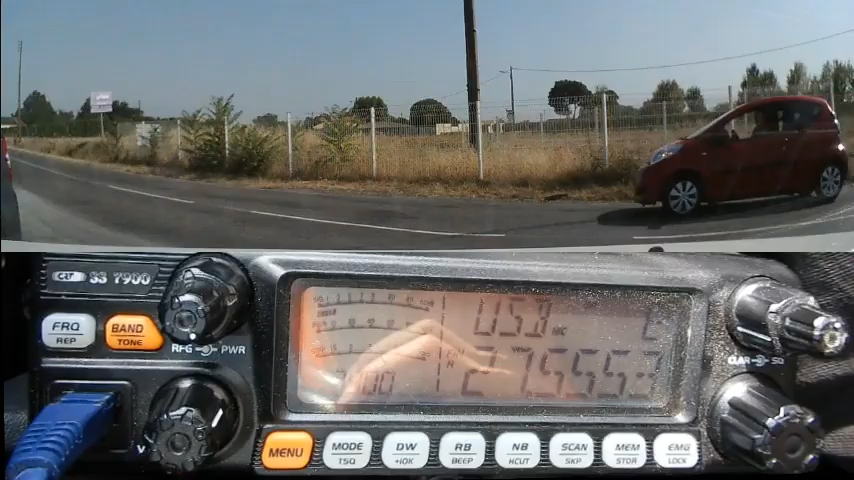 CRT SS 7900
FRQ
REP
BAND
TONE
RFG PWR
CLAR SQ
USB
27.555
V
MENU
MODE
TSQ
DW
+10K
RB
BEEP
NB
HCUT
SCAN
SKP
MEM
STOR
EMG
LOCK